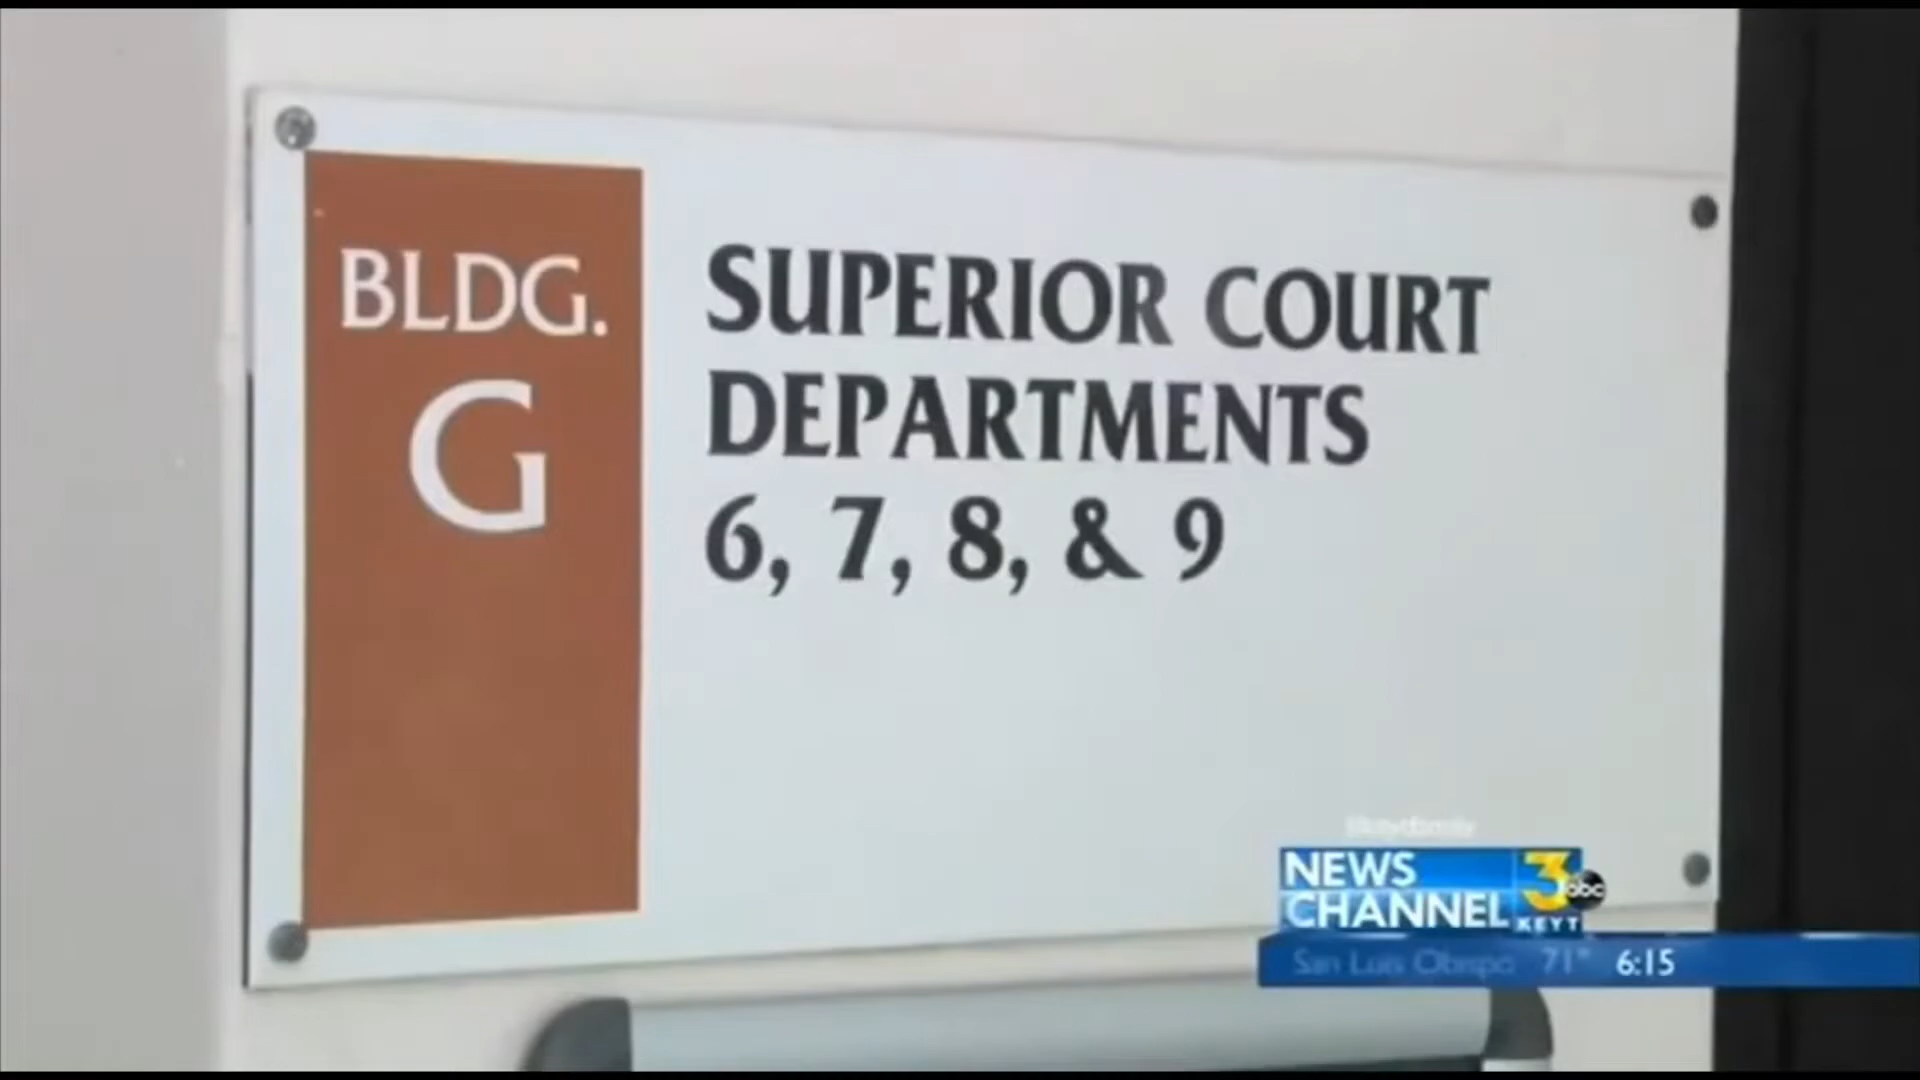 BLDG.
G
SUPERIOR COURT
DEPARTMENTS
6, 7, 8, & 9
NEWS
CHANNEL 3 abc
KEYT
San Luis Obispo 71° 6:15